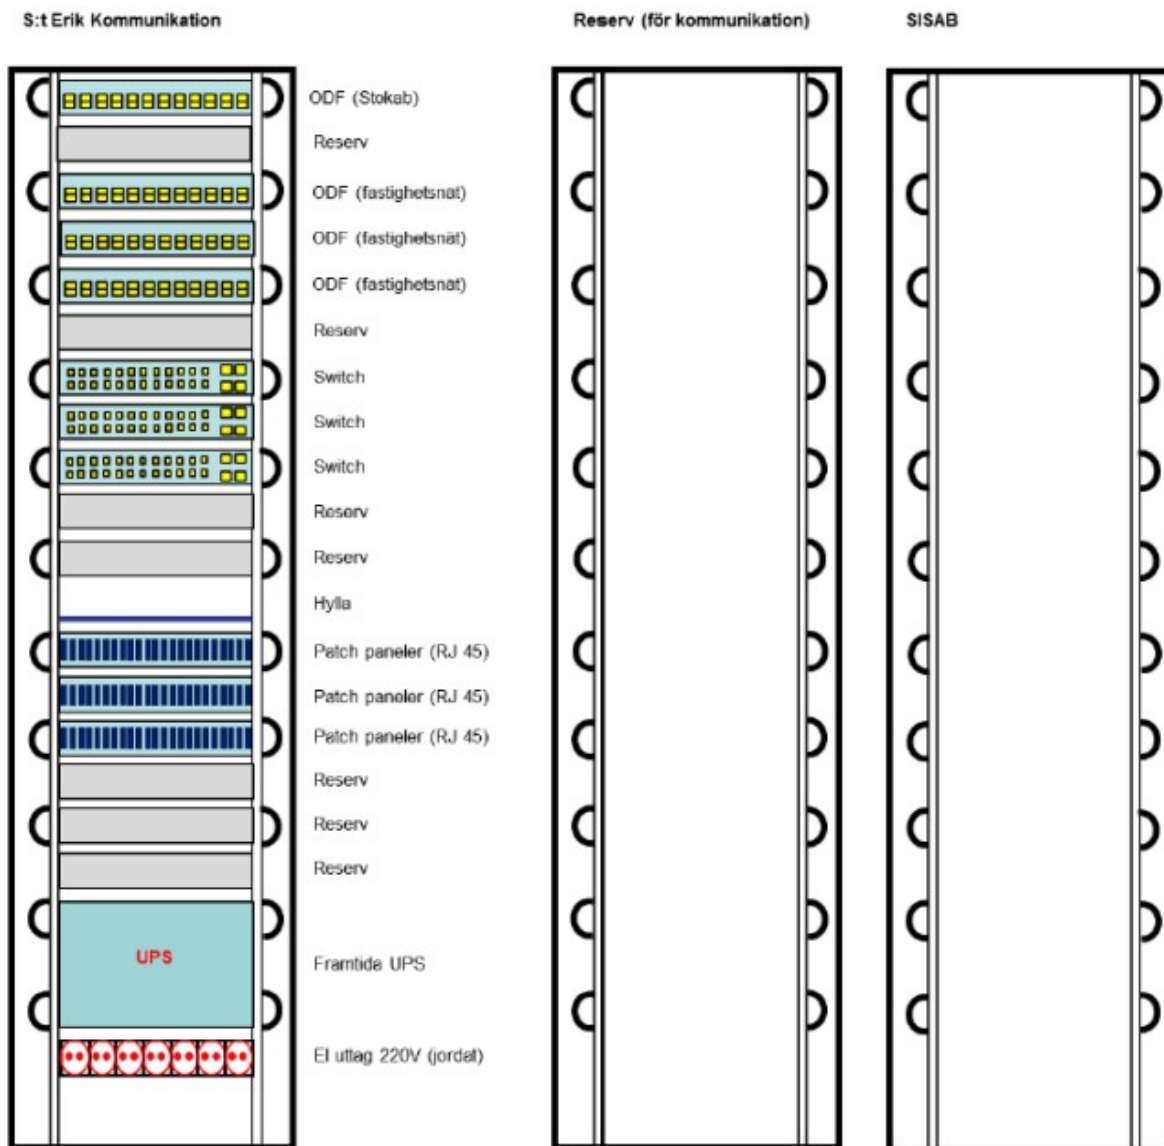 S:t Erik Kommunikation
Reserv (för kommunikation)
SISAB
ODF (Stokab)
Reserv
ODF (fastighetsnät)
ODF (fastighetsnät)
ODF (fastighetsnät)
Reserv
Switch
Switch
Switch
Reserv
Reserv
Hylla
Patch paneler (RJ 45)
Patch paneler (RJ 45)
Patch paneler (RJ 45)
Reserv
Reserv
Reserv
UPS
Framtida UPS
El uttag 220V (jordat)